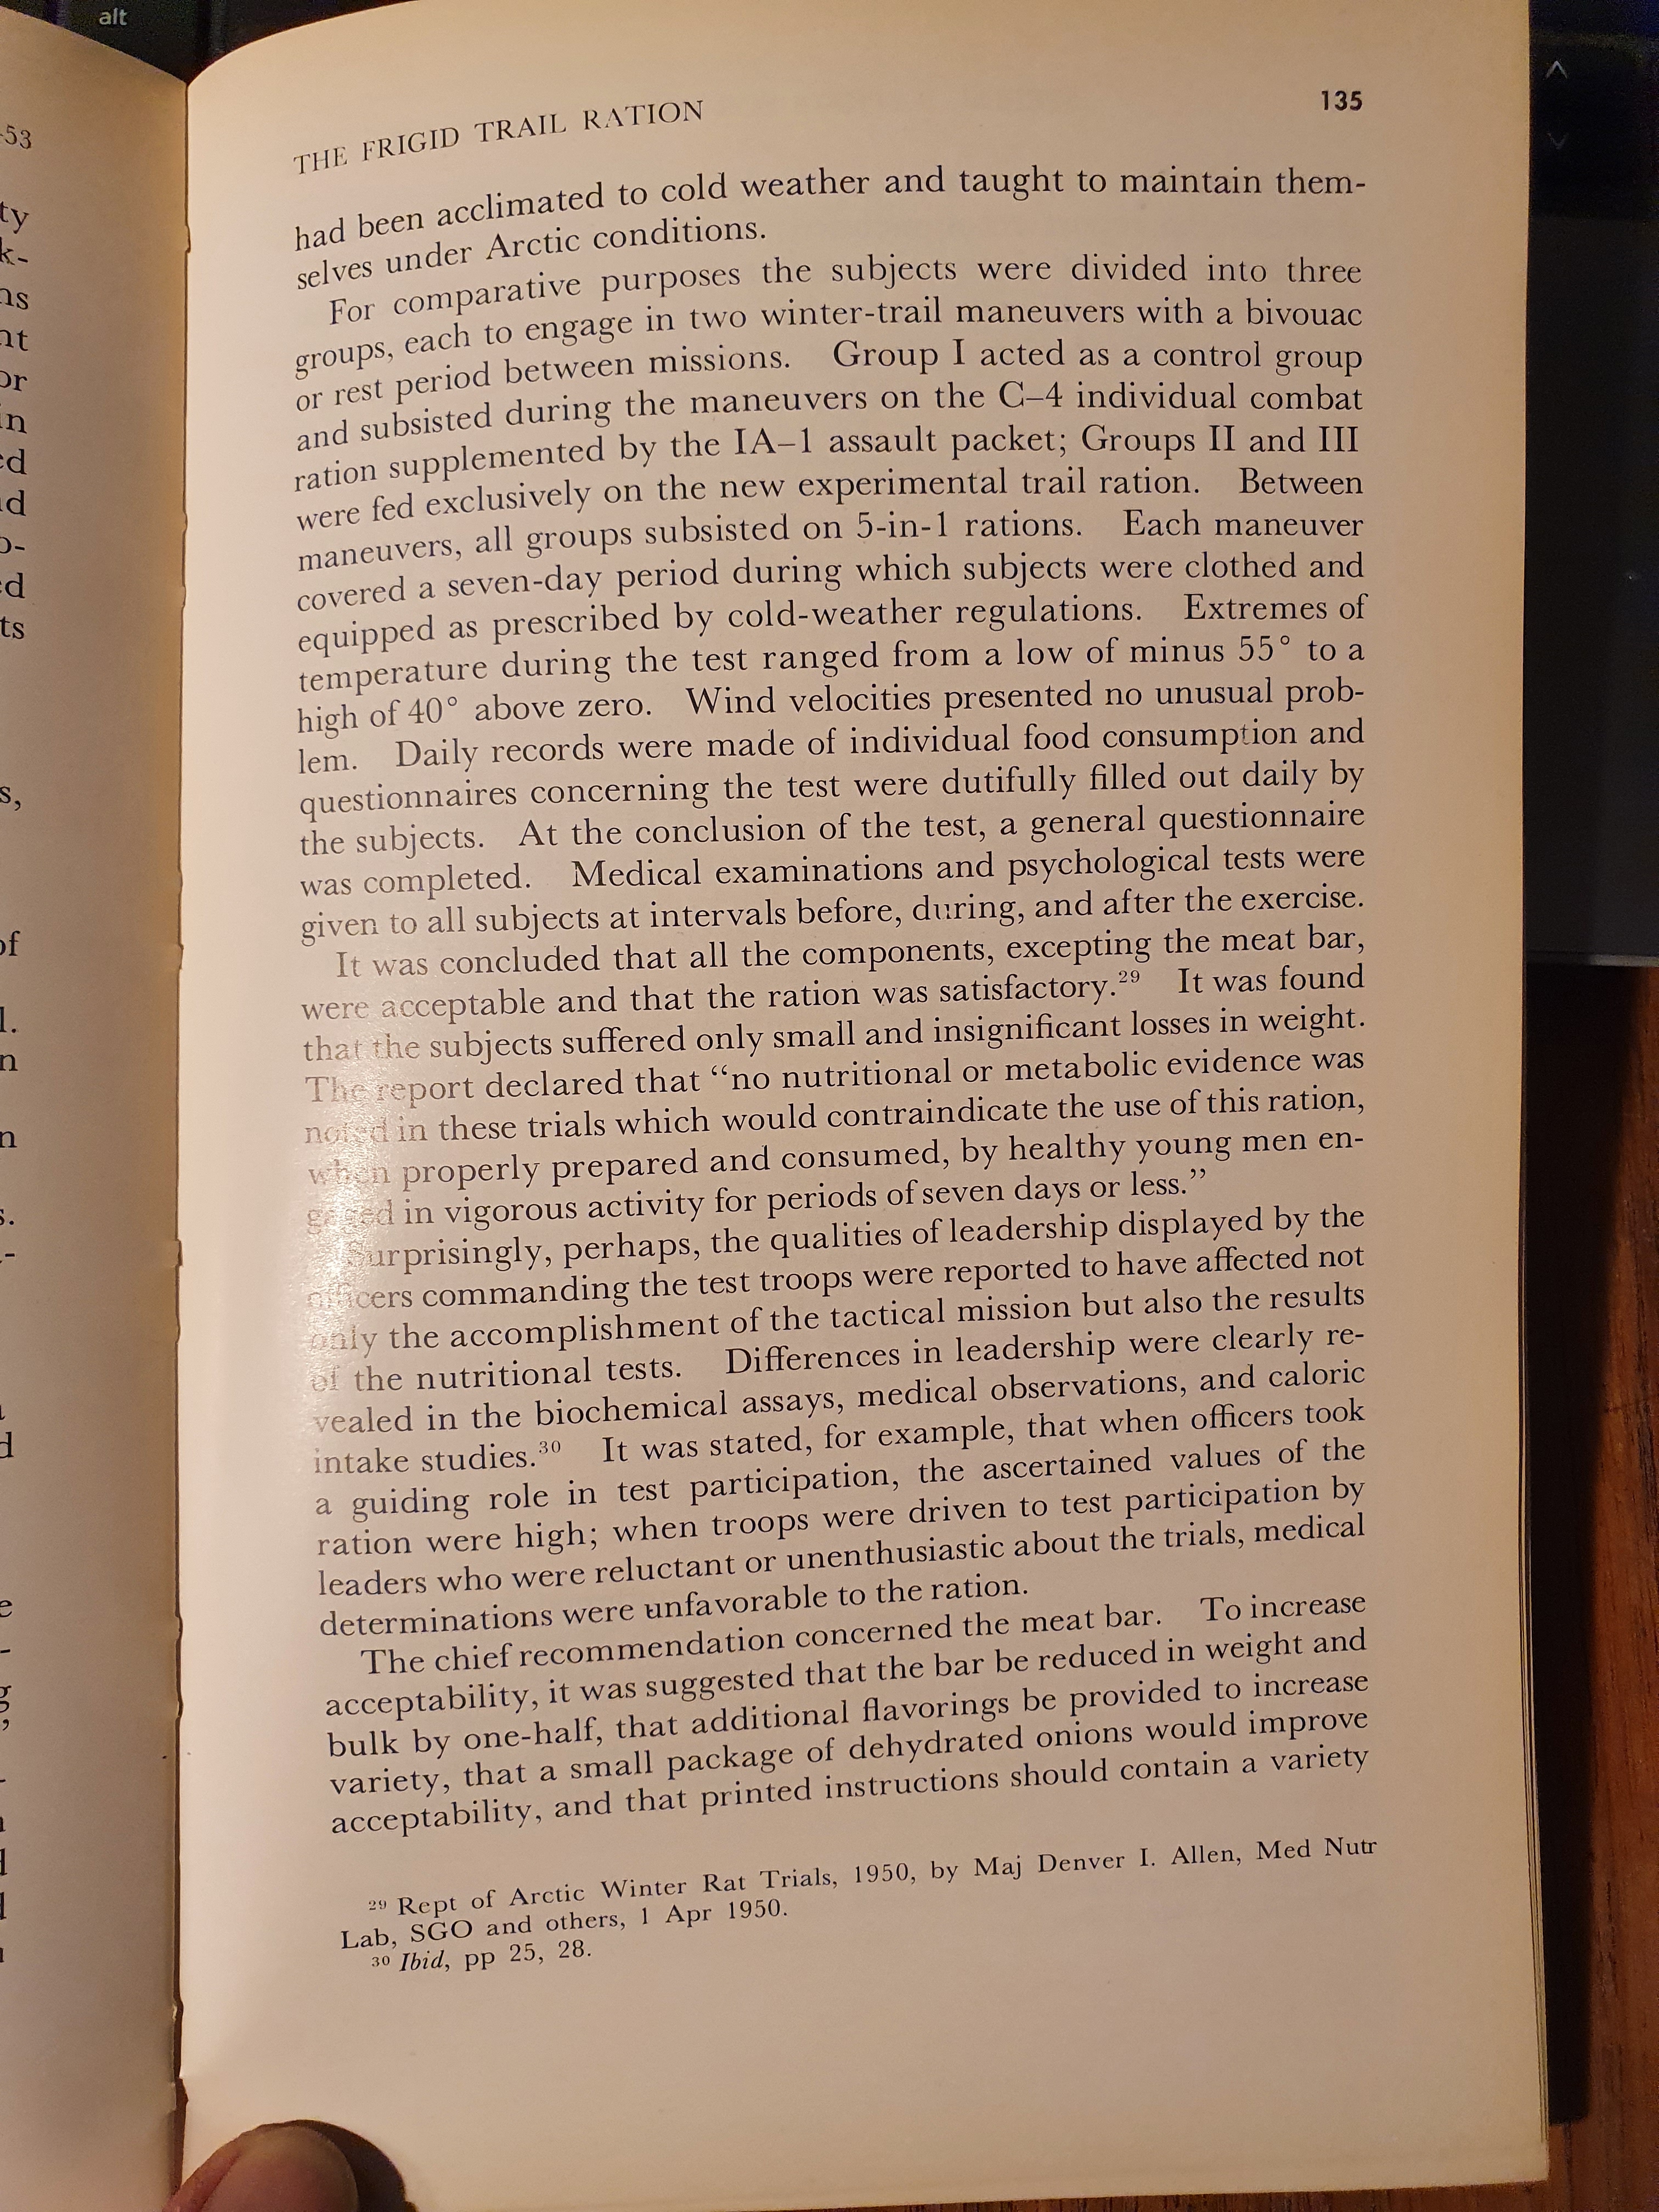 alt
-53
ty
k-
ns
nt
or
in
ed
nd
o-
ed
ts
s,
of
l.
n
n
s.
-
d
e
-
g
,
-
d
d
THE FRIGID TRAIL RATION
135
had been acclimated to cold weather and taught to maintain them-
selves under Arctic conditions.
For comparative purposes the subjects were divided into three
groups, each to engage in two winter-trail maneuvers with a bivouac
or rest period between missions. Group I acted as a control group
and subsisted during the maneuvers on the C–4 individual combat
ration supplemented by the IA–1 assault packet; Groups II and III
were fed exclusively on the new experimental trail ration. Between
maneuvers, all groups subsisted on 5-in-1 rations. Each maneuver
covered a seven-day period during which subjects were clothed and
equipped as prescribed by cold-weather regulations. Extremes of
temperature during the test ranged from a low of minus 55° to a
high of 40° above zero. Wind velocities presented no unusual prob-
lem. Daily records were made of individual food consumption and
questionnaires concerning the test were dutifully filled out daily by
the subjects. At the conclusion of the test, a general questionnaire
was completed. Medical examinations and psychological tests were
given to all subjects at intervals before, during, and after the exercise.
It was concluded that all the components, excepting the meat bar,
were acceptable and that the ration was satisfactory.29 It was found
that the subjects suffered only small and insignificant losses in weight.
The report declared that “no nutritional or metabolic evidence was
noted in these trials which would contraindicate the use of this ration,
when properly prepared and consumed, by healthy young men en-
gaged in vigorous activity for periods of seven days or less.”
Surprisingly, perhaps, the qualities of leadership displayed by the
officers commanding the test troops were reported to have affected not
only the accomplishment of the tactical mission but also the results
of the nutritional tests. Differences in leadership were clearly re-
vealed in the biochemical assays, medical observations, and caloric
intake studies.30 It was stated, for example, that when officers took
a guiding role in test participation, the ascertained values of the
ration were high; when troops were driven to test participation by
leaders who were reluctant or unenthusiastic about the trials, medical
determinations were unfavorable to the ration.
The chief recommendation concerned the meat bar. To increase
acceptability, it was suggested that the bar be reduced in weight and
bulk by one-half, that additional flavorings be provided to increase
variety, that a small package of dehydrated onions would improve
acceptability, and that printed instructions should contain a variety
29 Rept of Arctic Winter Rat Trials, 1950, by Maj Denver I. Allen, Med Nutr
Lab, SGO and others, 1 Apr 1950.
30 Ibid, pp 25, 28.